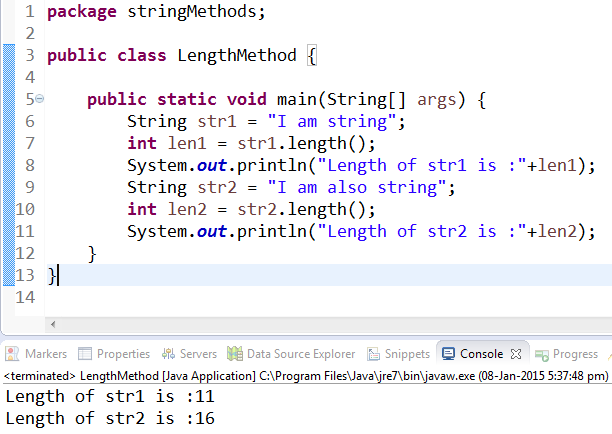 1 package stringMethods;
2
3 public class LengthMethod {
4
5     public static void main(String[] args) {
6         String str1 = "I am string";
7         int len1 = str1.length();
8         System.out.println("Length of str1 is :"+len1);
9         String str2 = "I am also string";
10         int len2 = str2.length();
11         System.out.println("Length of str2 is :"+len2);
12     }
13 }
14
Markers Properties Servers Data Source Explorer Snippets Console Progress
<terminated> LengthMethod [Java Application] C:\Program Files\Java\jre7\bin\javaw.exe (08-Jan-2015 5:37:48 pm)
Length of str1 is :11
Length of str2 is :16